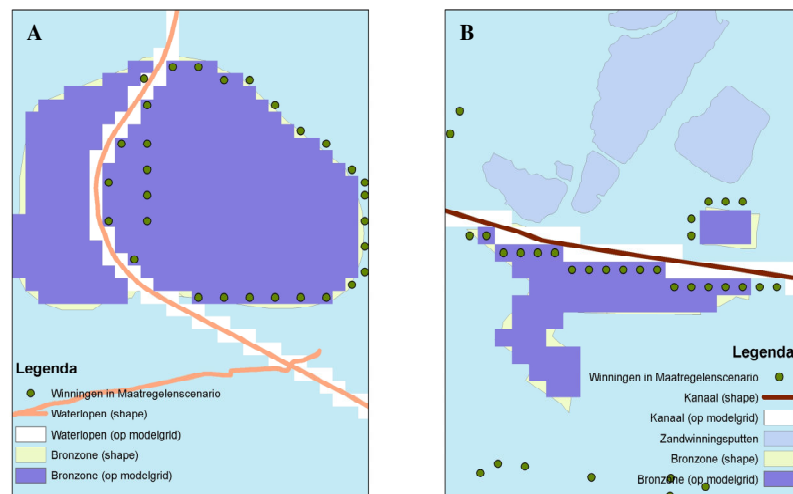 A
Legenda
Winningen in Maatregelenscenario
Waterlopen (shape)
Waterlopen (op modelgrid)
Bronzone (shape)
Bronzone (op modelgrid)
B
Legenda
Winningen in Maatregelenscenario
Kanaal (shape)
Kanaal (op modelgrid)
Zandwinningsputten
Bronzone (shape)
Bronzone (op modelgrid)